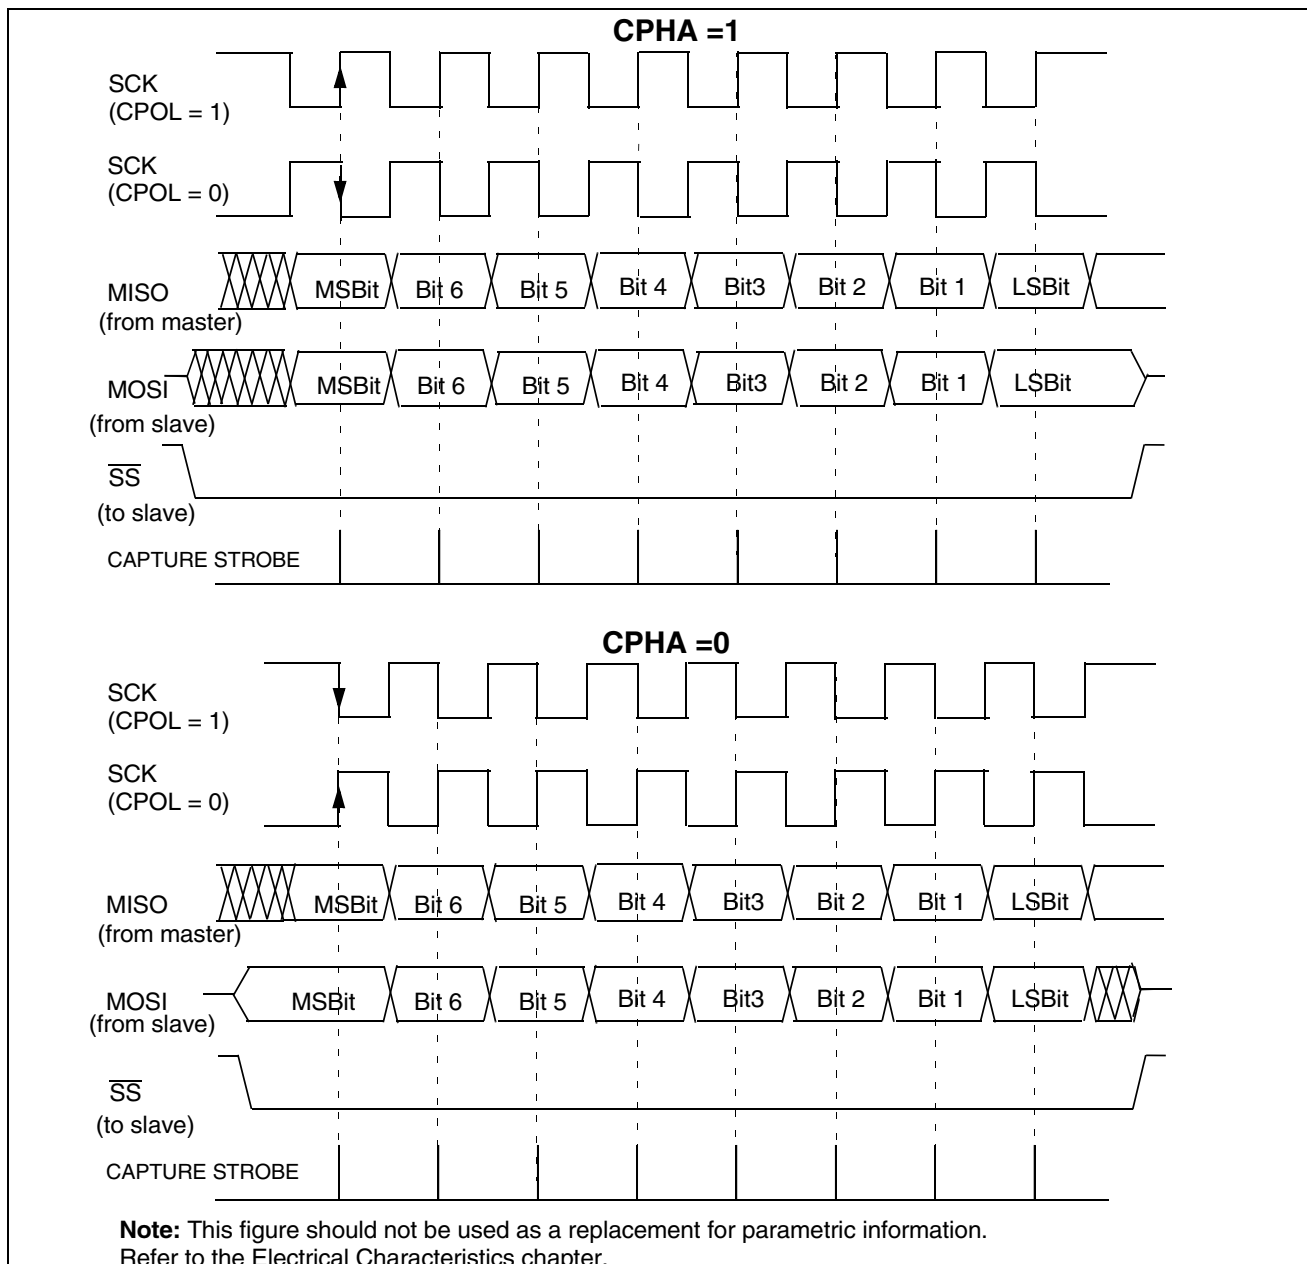 CPHA =1
SCK
(CPOL = 1)
SCK
(CPOL = 0)
MISO
(from master)
MSBit Bit 6 Bit 5 Bit 4 Bit3 Bit 2 Bit 1 LSBit
MOSI
(from slave)
MSBit Bit 6 Bit 5 Bit 4 Bit3 Bit 2 Bit 1 LSBit
SS
(to slave)
CAPTURE STROBE
CPHA =0
SCK
(CPOL = 1)
SCK
(CPOL = 0)
MISO
(from master)
MSBit Bit 6 Bit 5 Bit 4 Bit3 Bit 2 Bit 1 LSBit
MOSI
(from slave)
MSBit Bit 6 Bit 5 Bit 4 Bit3 Bit 2 Bit 1 LSBit
SS
(to slave)
CAPTURE STROBE
Note: This figure should not be used as a replacement for parametric information.
Refer to the Electrical Characteristics chapter.